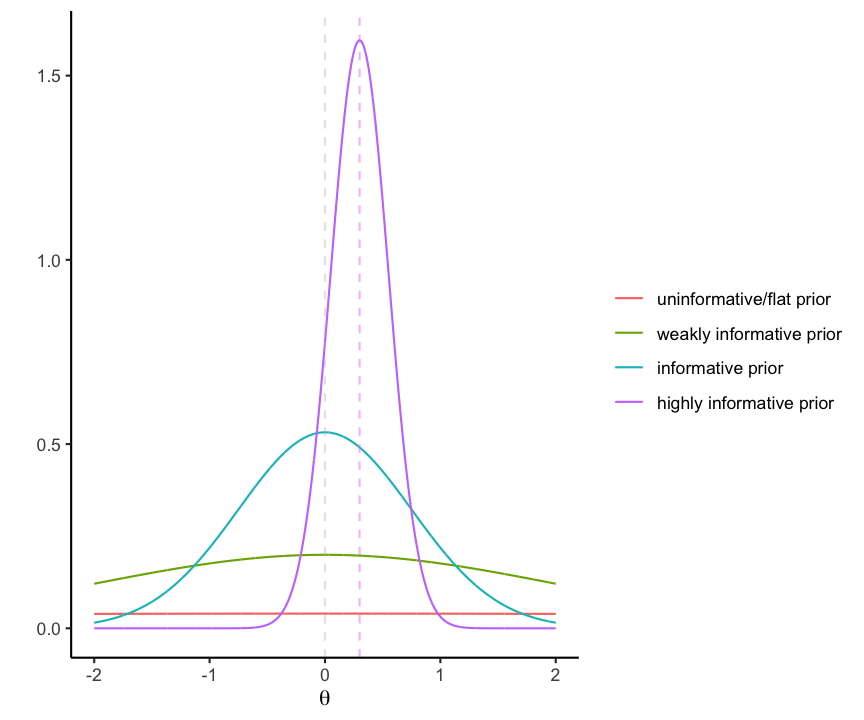 1.5
1.0
0.5
0.0
-2 -1 0 1 2
θ
uninformative/flat prior
weakly informative prior
informative prior
highly informative prior